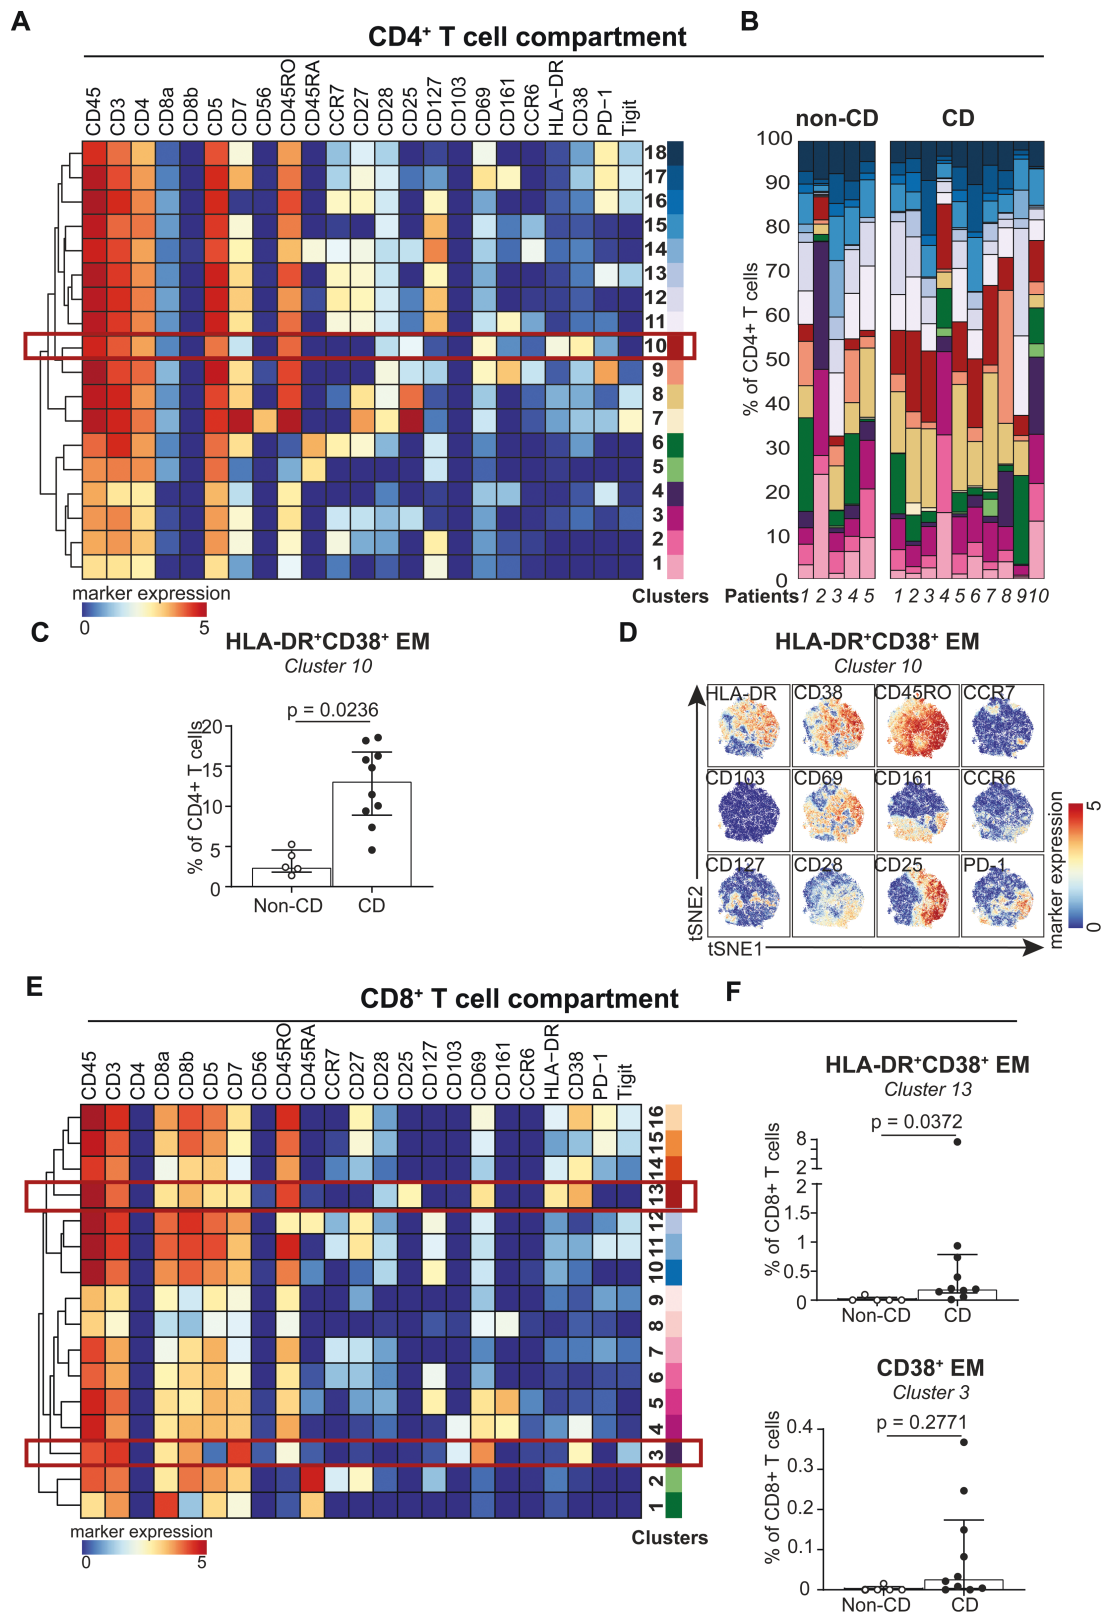 A
CD4+ T cell compartment
CD45 CD3 CD4 CD8a CD8b CD5 CD7 CD56 CD45RO CD45RA CCR7 CD27 CD28 CD25 CD127 CD103 CD69 CD161 CCR6 HLA-DR CD38 PD-1 Tigit
18
17
16
15
14
13
12
11
10
9
8
7
6
5
4
3
2
1
Clusters
marker expression
0 5
B
non-CD CD
% of CD4+ T cells
100
90
80
70
60
50
40
30
20
10
0
Patients 1 2 3 4 5 1 2 3 4 5 6 7 8 9 10
C
HLA-DR+CD38+ EM
Cluster 10
p = 0.0236
% of CD4+ T cells
20
15
10
5
0
Non-CD CD
D
HLA-DR+CD38+ EM
Cluster 10
HLA-DR CD38 CD45RO CCR7
CD103 CD69 CD161 CCR6
CD127 CD28 CD25 PD-1
tSNE2
tSNE1
marker expression
5
0
E
CD8+ T cell compartment
CD45 CD3 CD4 CD8a CD8b CD5 CD7 CD56 CD45RO CD45RA CCR7 CD27 CD28 CD25 CD127 CD103 CD69 CD161 CCR6 HLA-DR CD38 PD-1 Tigit
16
15
14
13
12
11
10
9
8
7
6
5
4
3
2
1
Clusters
marker expression
0 5
F
HLA-DR+CD38+ EM
Cluster 13
p = 0.0372
% of CD8+ T cells
8
2
2
1.5
1
0.5
0
Non-CD CD
CD38+ EM
Cluster 3
p = 0.2771
% of CD8+ T cells
0.4
0.3
0.2
0.1
0
Non-CD CD